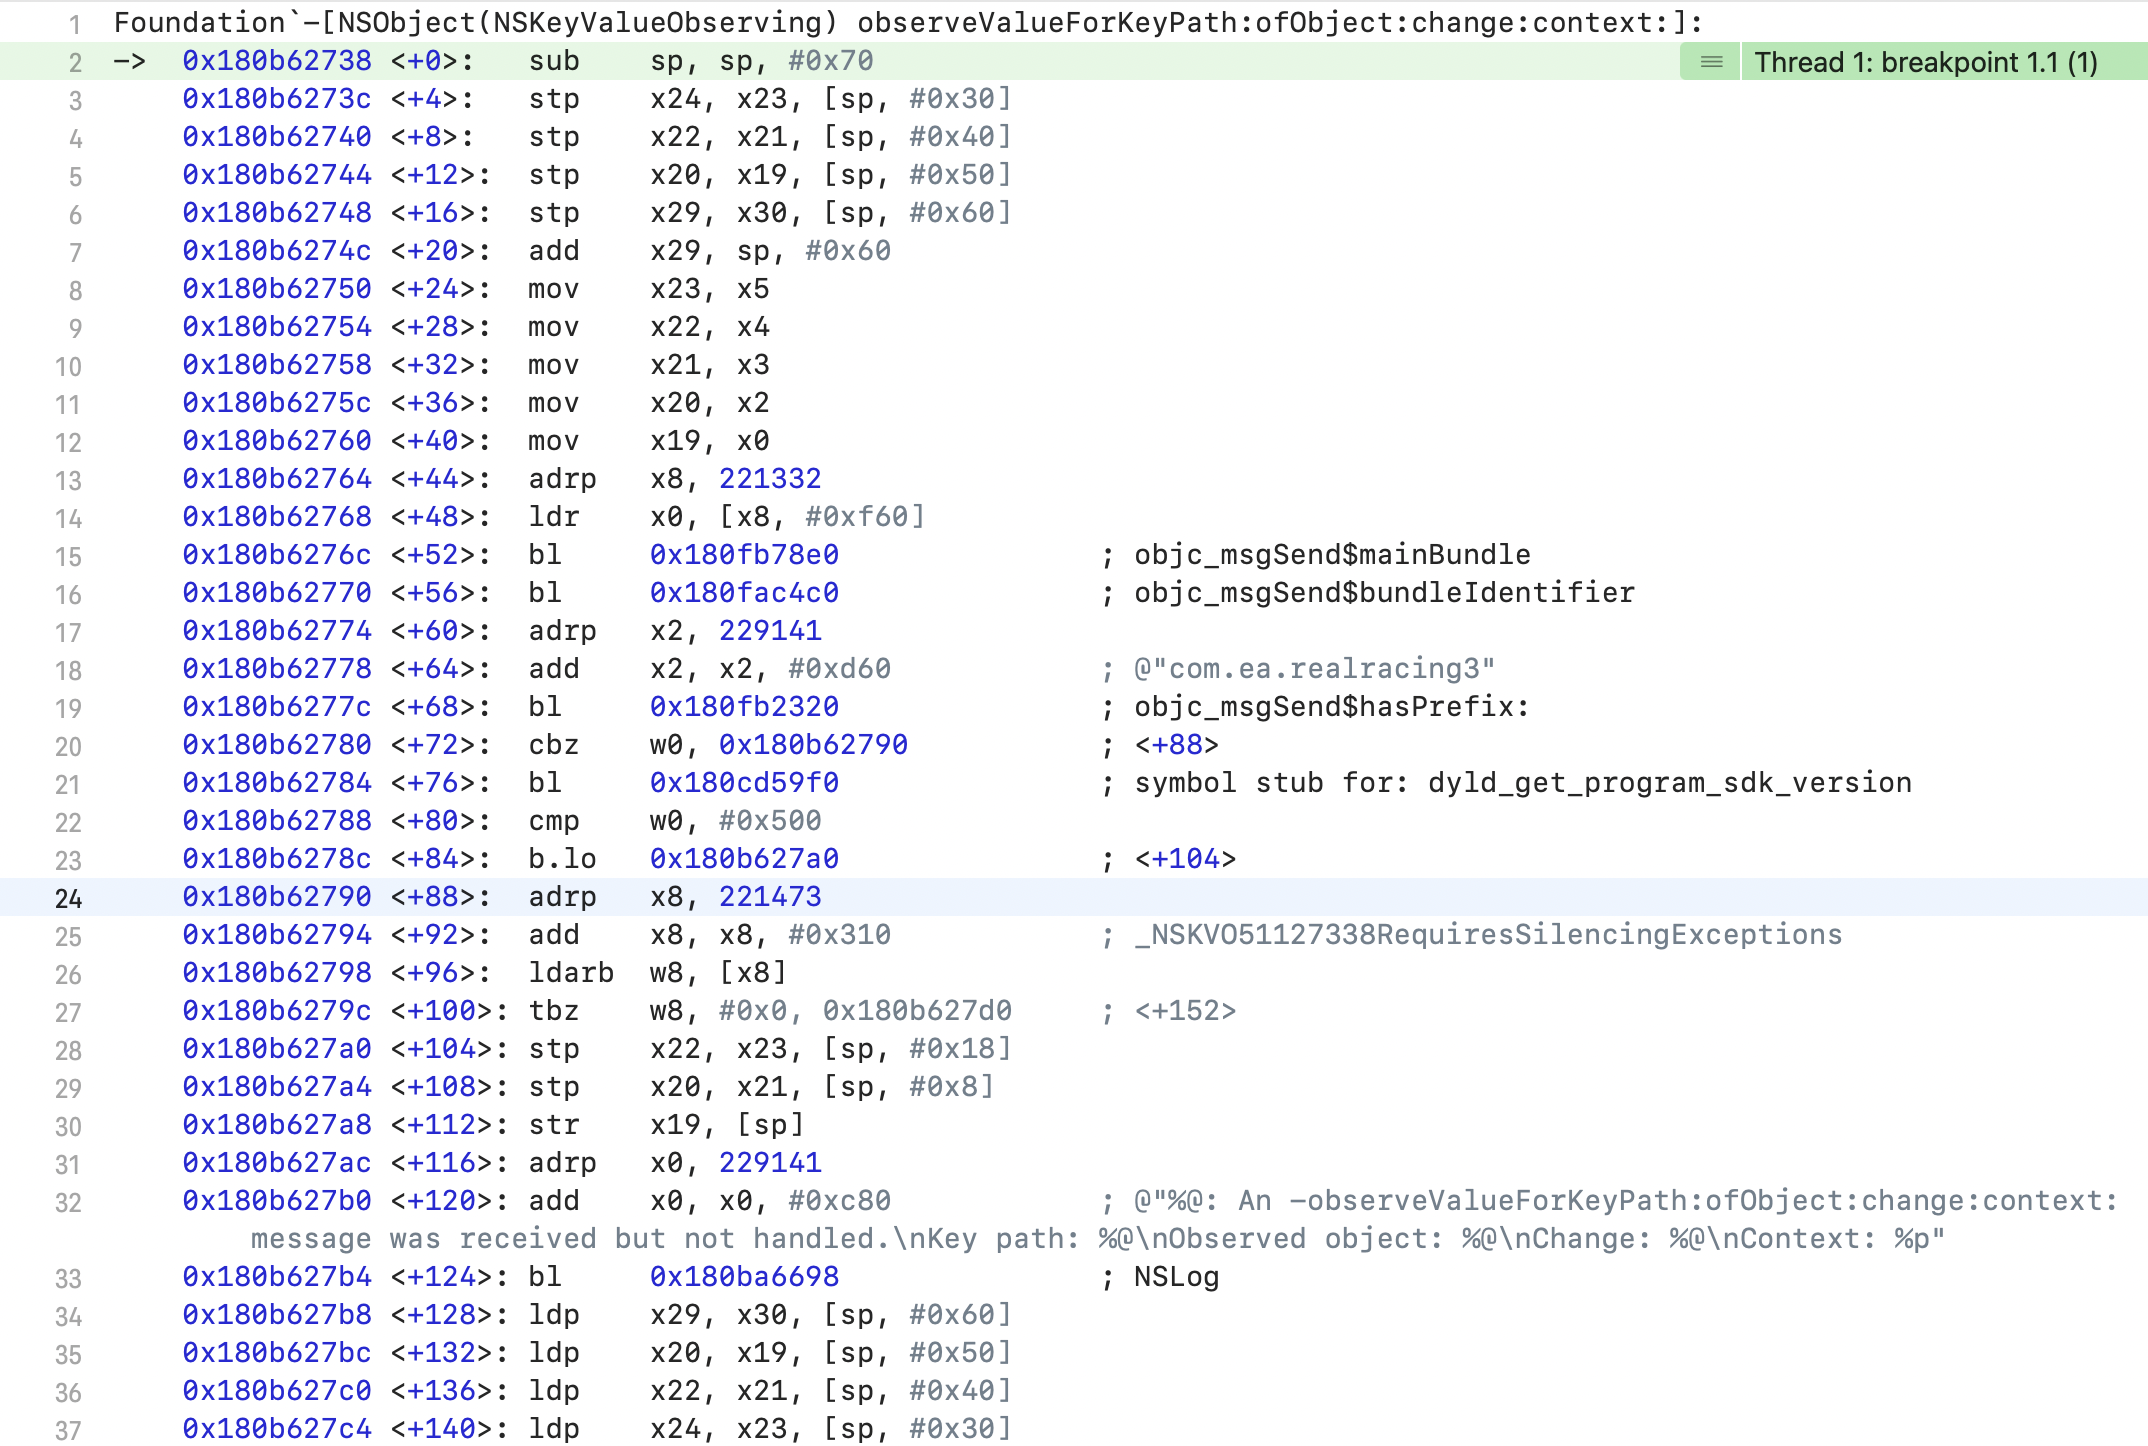 1 Foundation`-[NSObject(NSKeyValueObserving) observeValueForKeyPath:ofObject:change:context:]:
2 -> 0x180b62738 <+0>: sub sp, sp, #0x70 Thread 1: breakpoint 1.1 (1)
3 0x180b6273c <+4>: stp x24, x23, [sp, #0x30]
4 0x180b62740 <+8>: stp x22, x21, [sp, #0x40]
5 0x180b62744 <+12>: stp x20, x19, [sp, #0x50]
6 0x180b62748 <+16>: stp x29, x30, [sp, #0x60]
7 0x180b6274c <+20>: add x29, sp, #0x60
8 0x180b62750 <+24>: mov x23, x5
9 0x180b62754 <+28>: mov x22, x4
10 0x180b62758 <+32>: mov x21, x3
11 0x180b6275c <+36>: mov x20, x2
12 0x180b62760 <+40>: mov x19, x0
13 0x180b62764 <+44>: adrp x8, 221332
14 0x180b62768 <+48>: ldr x0, [x8, #0xf60]
15 0x180b6276c <+52>: bl 0x180fb78e0 ; objc_msgSend$mainBundle
16 0x180b62770 <+56>: bl 0x180fac4c0 ; objc_msgSend$bundleIdentifier
17 0x180b62774 <+60>: adrp x2, 229141
18 0x180b62778 <+64>: add x2, x2, #0xd60 ; @"com.ea.realracing3"
19 0x180b6277c <+68>: bl 0x180fb2320 ; objc_msgSend$hasPrefix:
20 0x180b62780 <+72>: cbz w0, 0x180b62790 ; <+88>
21 0x180b62784 <+76>: bl 0x180cd59f0 ; symbol stub for: dyld_get_program_sdk_version
22 0x180b62788 <+80>: cmp w0, #0x500
23 0x180b6278c <+84>: b.lo 0x180b627a0 ; <+104>
24 0x180b62790 <+88>: adrp x8, 221473
25 0x180b62794 <+92>: add x8, x8, #0x310 ; _NSKVO51127338RequiresSilencingExceptions
26 0x180b62798 <+96>: ldarb w8, [x8]
27 0x180b6279c <+100>: tbz w8, #0x0, 0x180b627d0 ; <+152>
28 0x180b627a0 <+104>: stp x22, x23, [sp, #0x18]
29 0x180b627a4 <+108>: stp x20, x21, [sp, #0x8]
30 0x180b627a8 <+112>: str x19, [sp]
31 0x180b627ac <+116>: adrp x0, 229141
32 0x180b627b0 <+120>: add x0, x0, #0xc80 ; @"%@: An -observeValueForKeyPath:ofObject:change:context:
message was received but not handled.\nKey path: %@\nObserved object: %@\nChange: %@\nContext: %p"
33 0x180b627b4 <+124>: bl 0x180ba6698 ; NSLog
34 0x180b627b8 <+128>: ldp x29, x30, [sp, #0x60]
35 0x180b627bc <+132>: ldp x20, x19, [sp, #0x50]
36 0x180b627c0 <+136>: ldp x22, x21, [sp, #0x40]
37 0x180b627c4 <+140>: ldp x24, x23, [sp, #0x30]